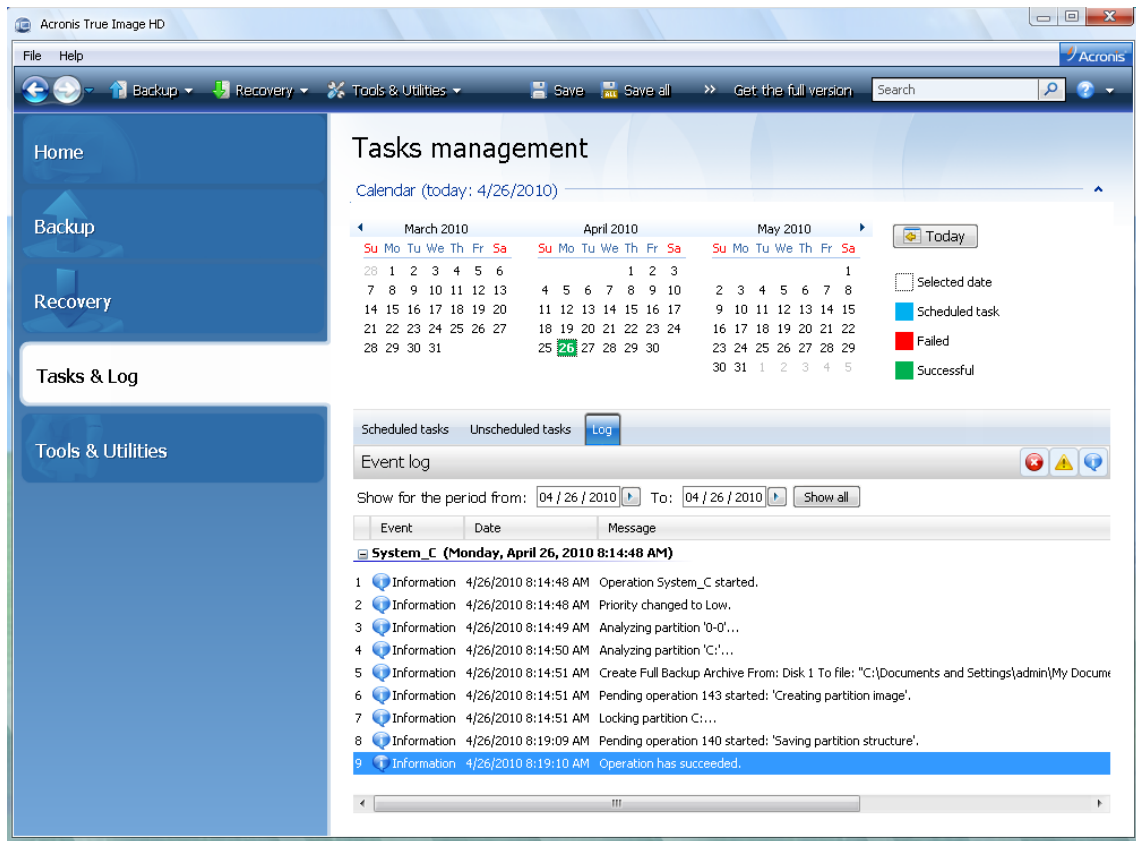 Acronis True Image HD
File Help
Acronis
Backup Recovery Tools & Utilities Save Save all >> Get the full version Search
Home
Backup
Recovery
Tasks & Log
Tools & Utilities
Tasks management
Calendar (today: 4/26/2010)
March 2010 April 2010 May 2010
Su Mo Tu We Th Fr Sa Su Mo Tu We Th Fr Sa Su Mo Tu We Th Fr Sa
28 1 2 3 4 5 6 1 2 3 1
7 8 9 10 11 12 13 4 5 6 7 8 9 10 2 3 4 5 6 7 8
14 15 16 17 18 19 20 11 12 13 14 15 16 17 9 10 11 12 13 14 15
21 22 23 24 25 26 27 18 19 20 21 22 23 24 16 17 18 19 20 21 22
28 29 30 31 25 26 27 28 29 30 23 24 25 26 27 28 29
30 31 1 2 3 4 5
Today
Selected date
Scheduled task
Failed
Successful
Scheduled tasks Unscheduled tasks Log
Event log
Show for the period from: 04 / 26 / 2010 To: 04 / 26 / 2010 Show all
Event Date Message
System_C (Monday, April 26, 2010 8:14:48 AM)
1 Information 4/26/2010 8:14:48 AM Operation System_C started.
2 Information 4/26/2010 8:14:48 AM Priority changed to Low.
3 Information 4/26/2010 8:14:49 AM Analyzing partition '0-0'...
4 Information 4/26/2010 8:14:50 AM Analyzing partition 'C:'...
5 Information 4/26/2010 8:14:51 AM Create Full Backup Archive From: Disk 1 To file: "C:\Documents and Settings\admin\My Docume
6 Information 4/26/2010 8:14:51 AM Pending operation 143 started: 'Creating partition image'.
7 Information 4/26/2010 8:14:51 AM Locking partition C:...
8 Information 4/26/2010 8:19:09 AM Pending operation 140 started: 'Saving partition structure'.
9 Information 4/26/2010 8:19:10 AM Operation has succeeded.